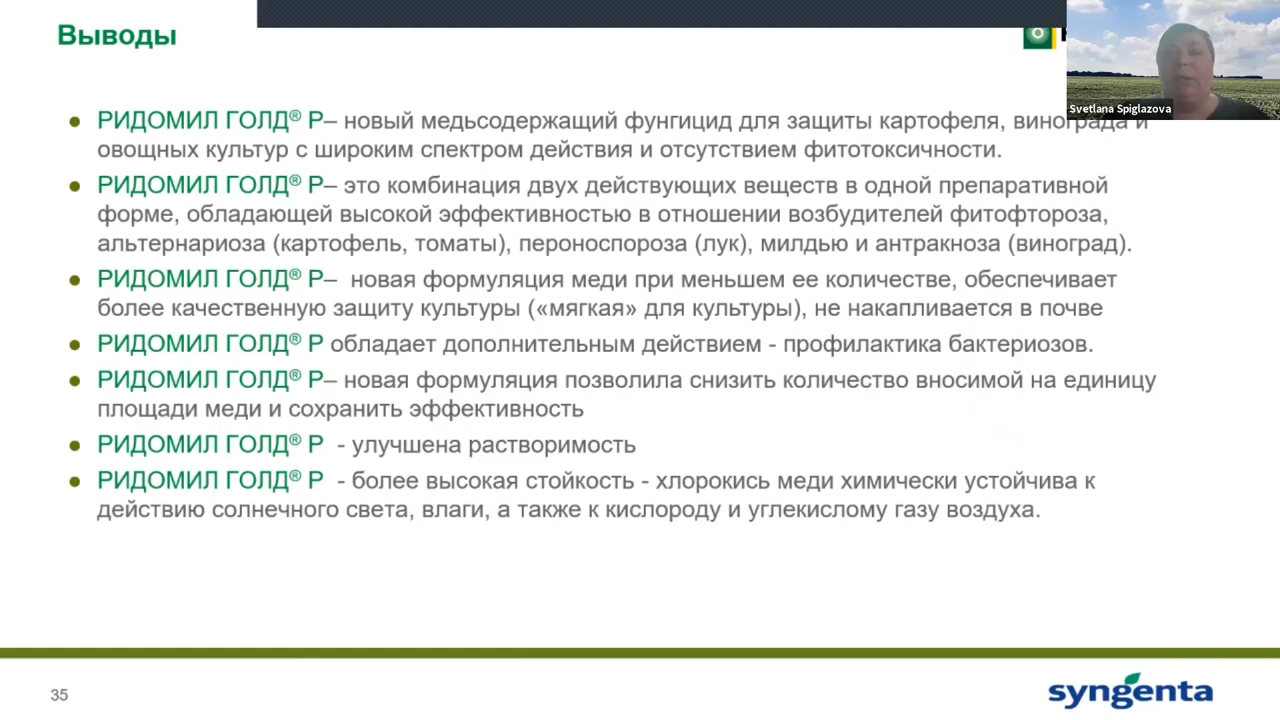 Выводы
Svetlana Spiglazova
РИДОМИЛ ГОЛД® Р– новый медьсодержащий фунгицид для защиты картофеля, винограда и
овощных культур с широким спектром действия и отсутствием фитотоксичности.
РИДОМИЛ ГОЛД® Р– это комбинация двух действующих веществ в одной препаративной
форме, обладающей высокой эффективностью в отношении возбудителей фитофтороза,
альтернариоза (картофель, томаты), пероноспороза (лук), милдью и антракноза (виноград).
РИДОМИЛ ГОЛД® Р– новая формуляция меди при меньшем ее количестве, обеспечивает
более качественную защиту культуры («мягкая» для культуры), не накапливается в почве
РИДОМИЛ ГОЛД® Р обладает дополнительным действием - профилактика бактериозов.
РИДОМИЛ ГОЛД® Р– новая формуляция позволила снизить количество вносимой на единицу
площади меди и сохранить эффективность
РИДОМИЛ ГОЛД® Р - улучшена растворимость
РИДОМИЛ ГОЛД® Р - более высокая стойкость - хлорокись меди химически устойчива к
действию солнечного света, влаги, а также к кислороду и углекислому газу воздуха.
35
syngenta